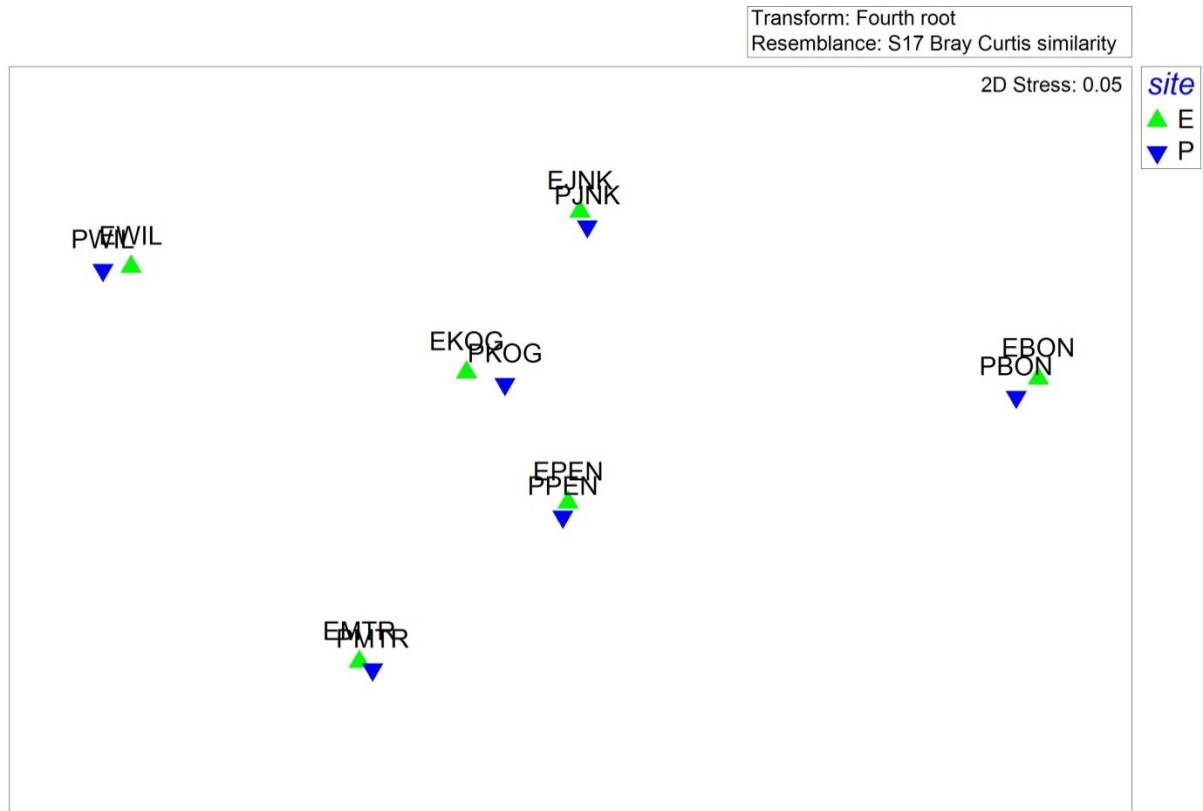 Transform: Fourth root
Resemblance: S17 Bray Curtis similarity
2D Stress: 0.05
site
E
P
EJNK
PJNK
PWIL
EWIL
EKOG
PKOG
EBON
PBON
EPEN
PPEN
EMTR
PMTR